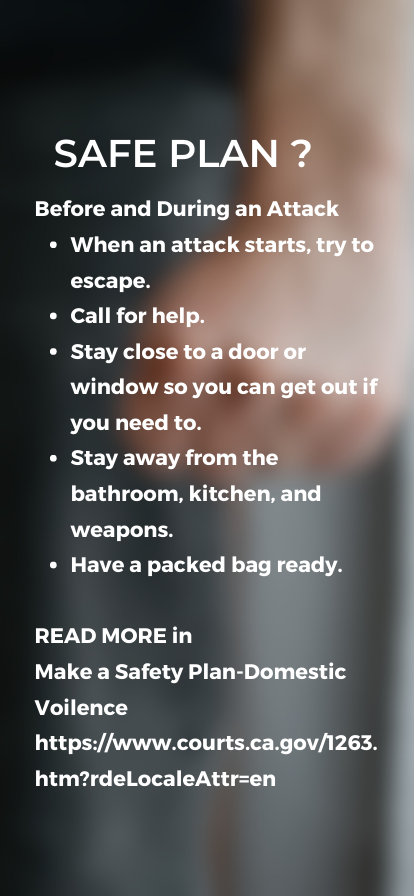 SAFE PLAN ?
Before and During an Attack
• When an attack starts, try to
escape.
• Call for help.
• Stay close to a door or
window so you can get out if
you need to.
• Stay away from the
bathroom, kitchen, and
weapons.
• Have a packed bag ready.
READ MORE in
Make a Safety Plan-Domestic
Voilence
https://www.courts.ca.gov/1263.
htm?rdeLocaleAttr=en